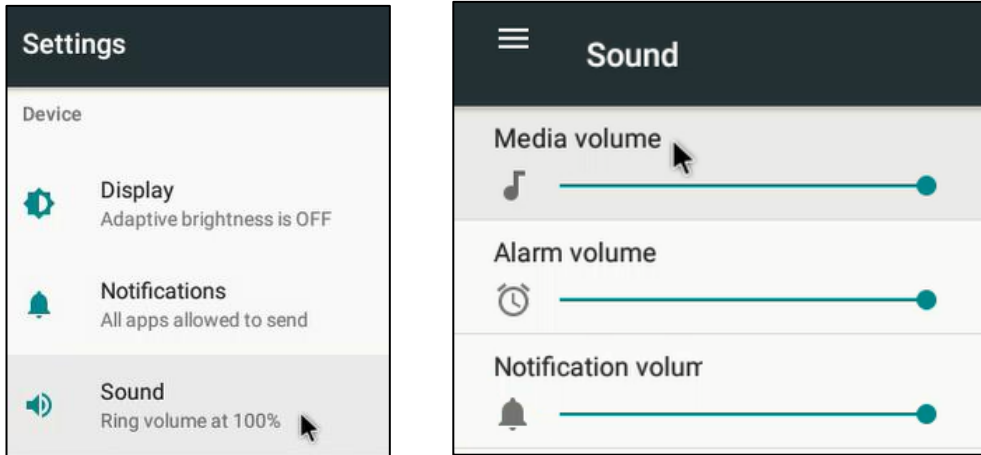 Settings
Device
Display
Adaptive brightness is OFF
Notifications
All apps allowed to send
Sound
Ring volume at 100%
Sound
Media volume
Alarm volume
Notification volum